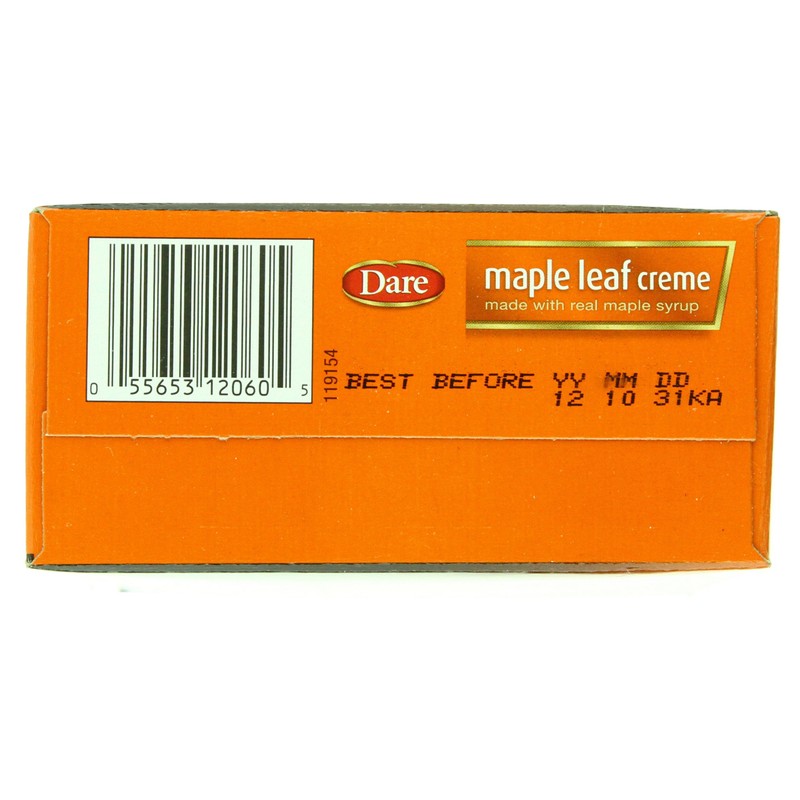 Dare
maple leaf creme
made with real maple syrup
0 55653 12060 5
119154
BEST BEFORE YY MM DD
12 10 31KA